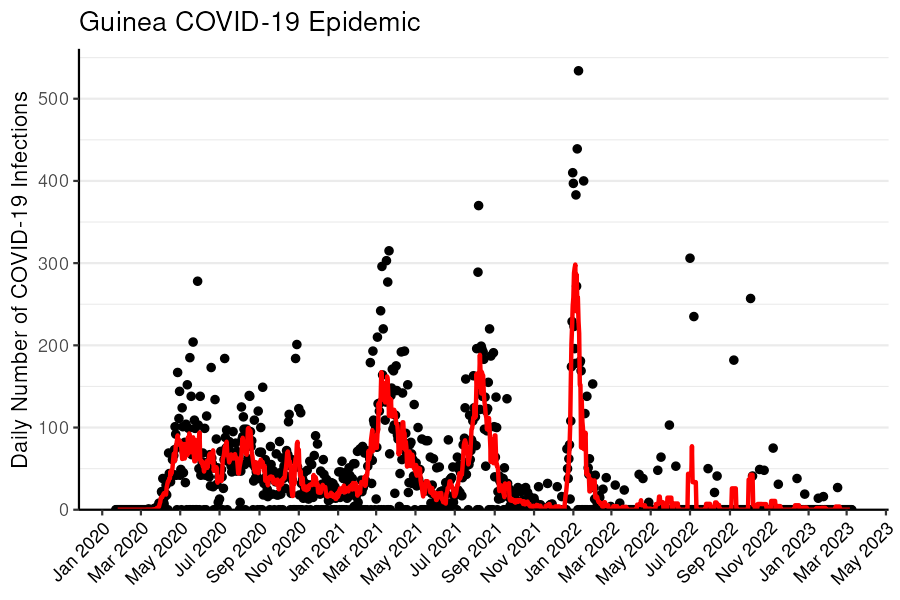 Guinea COVID-19 Epidemic
Daily Number of COVID-19 Infections
500
400
300
200
100
0
Jan 2020
Mar 2020
May 2020
Jul 2020
Sep 2020
Nov 2020
Jan 2021
Mar 2021
May 2021
Jul 2021
Sep 2021
Nov 2021
Jan 2022
Mar 2022
May 2022
Jul 2022
Sep 2022
Nov 2022
Jan 2023
Mar 2023
May 2023